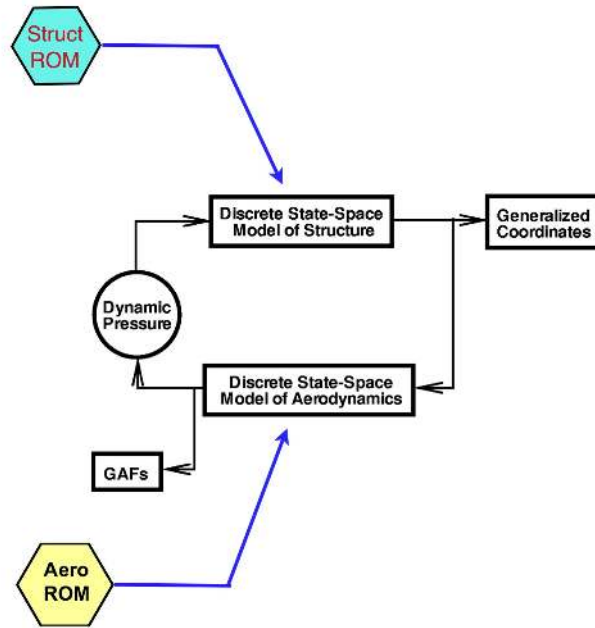 Struct
ROM
Discrete State-Space
Model of Structure
Generalized
Coordinates
Dynamic
Pressure
Discrete State-Space
Model of Aerodynamics
GAFs
Aero
ROM